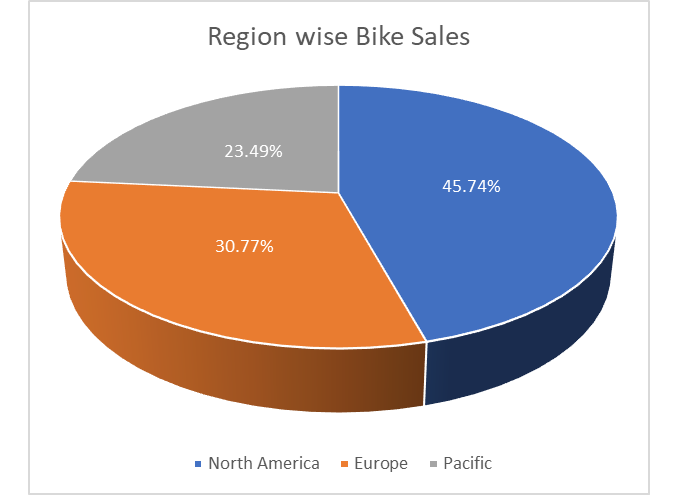 Region wise Bike Sales
23.49%
45.74%
30.77%
North America Europe Pacific